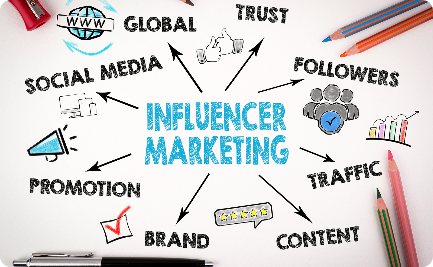 WWW
GLOBAL
TRUST
SOCIAL MEDIA
FOLLOWERS
INFLUENCER
MARKETING
PROMOTION
TRAFFIC
BRAND
CONTENT